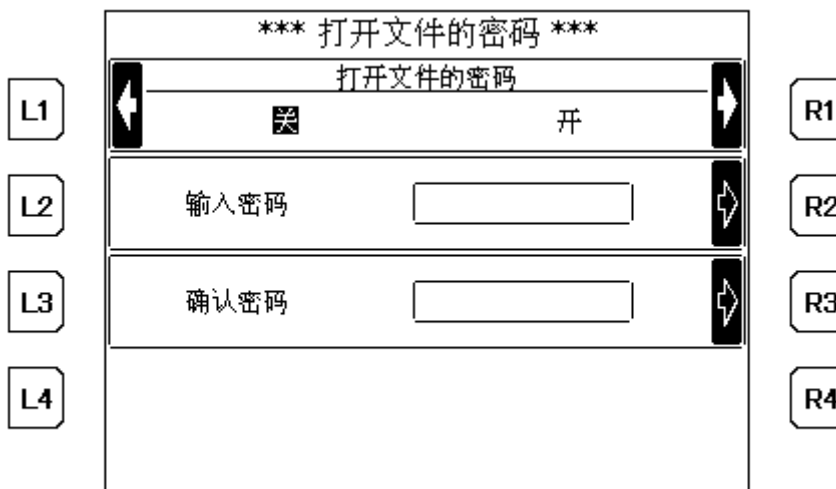 *** 打开文件的密码 ***
打开文件的密码
L1 关 开 R1
L2 输入密码 R2
L3 确认密码 R3
L4 R4